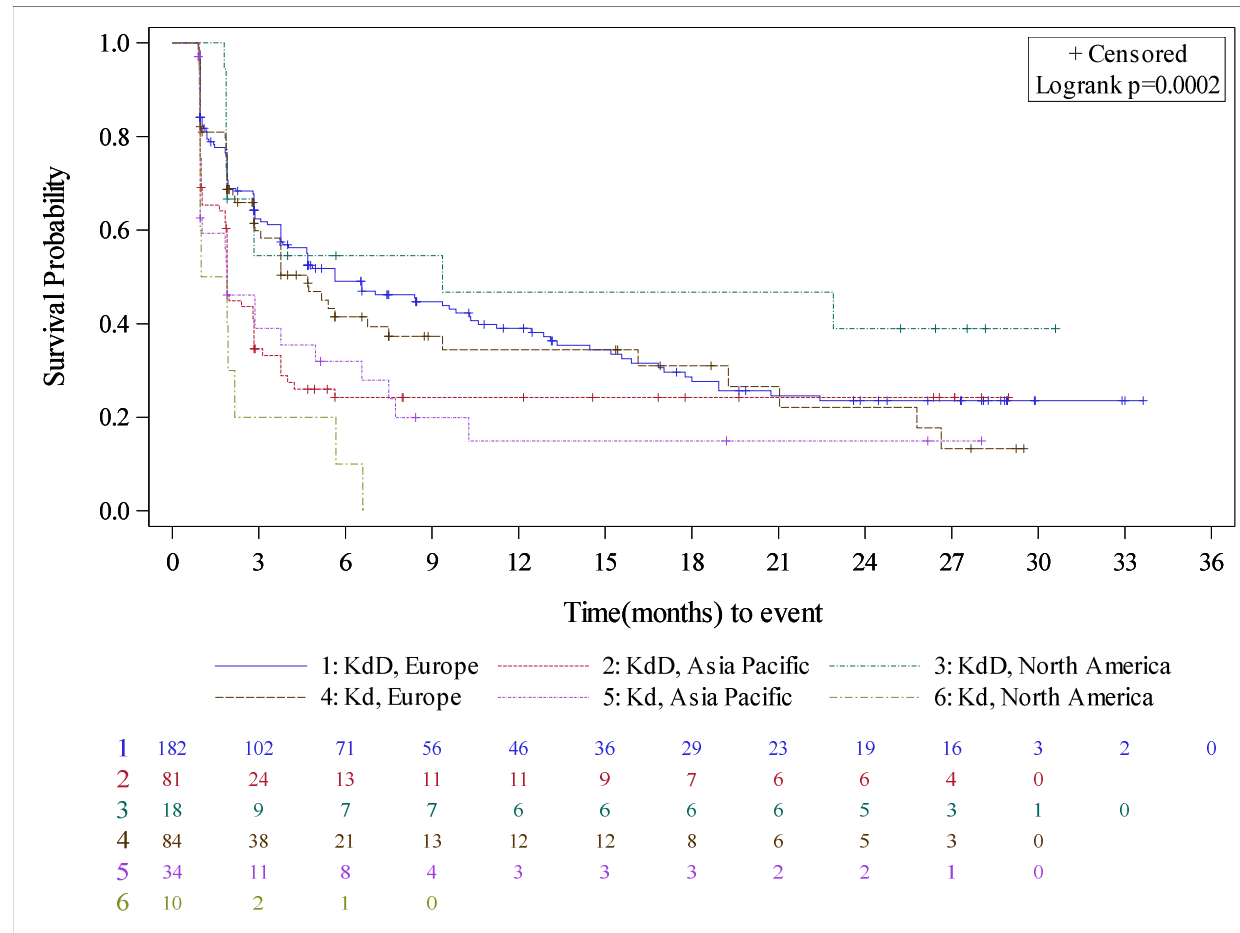 + Censored
Logrank p=0.0002
1.0
0.8
0.6
0.4
0.2
0.0
Survival Probability
0 3 6 9 12 15 18 21 24 27 30 33 36
Time(months) to event
1: KdD, Europe 2: KdD, Asia Pacific 3: KdD, North America
4: Kd, Europe 5: Kd, Asia Pacific 6: Kd, North America
1 182 102 71 56 46 36 29 23 19 16 3 2 0
2 81 24 13 11 11 9 7 6 6 4 0
3 18 9 7 7 6 6 6 6 5 3 1 0
4 84 38 21 13 12 12 8 6 5 3 0
5 34 11 8 4 3 3 3 2 2 1 0
6 10 2 1 0